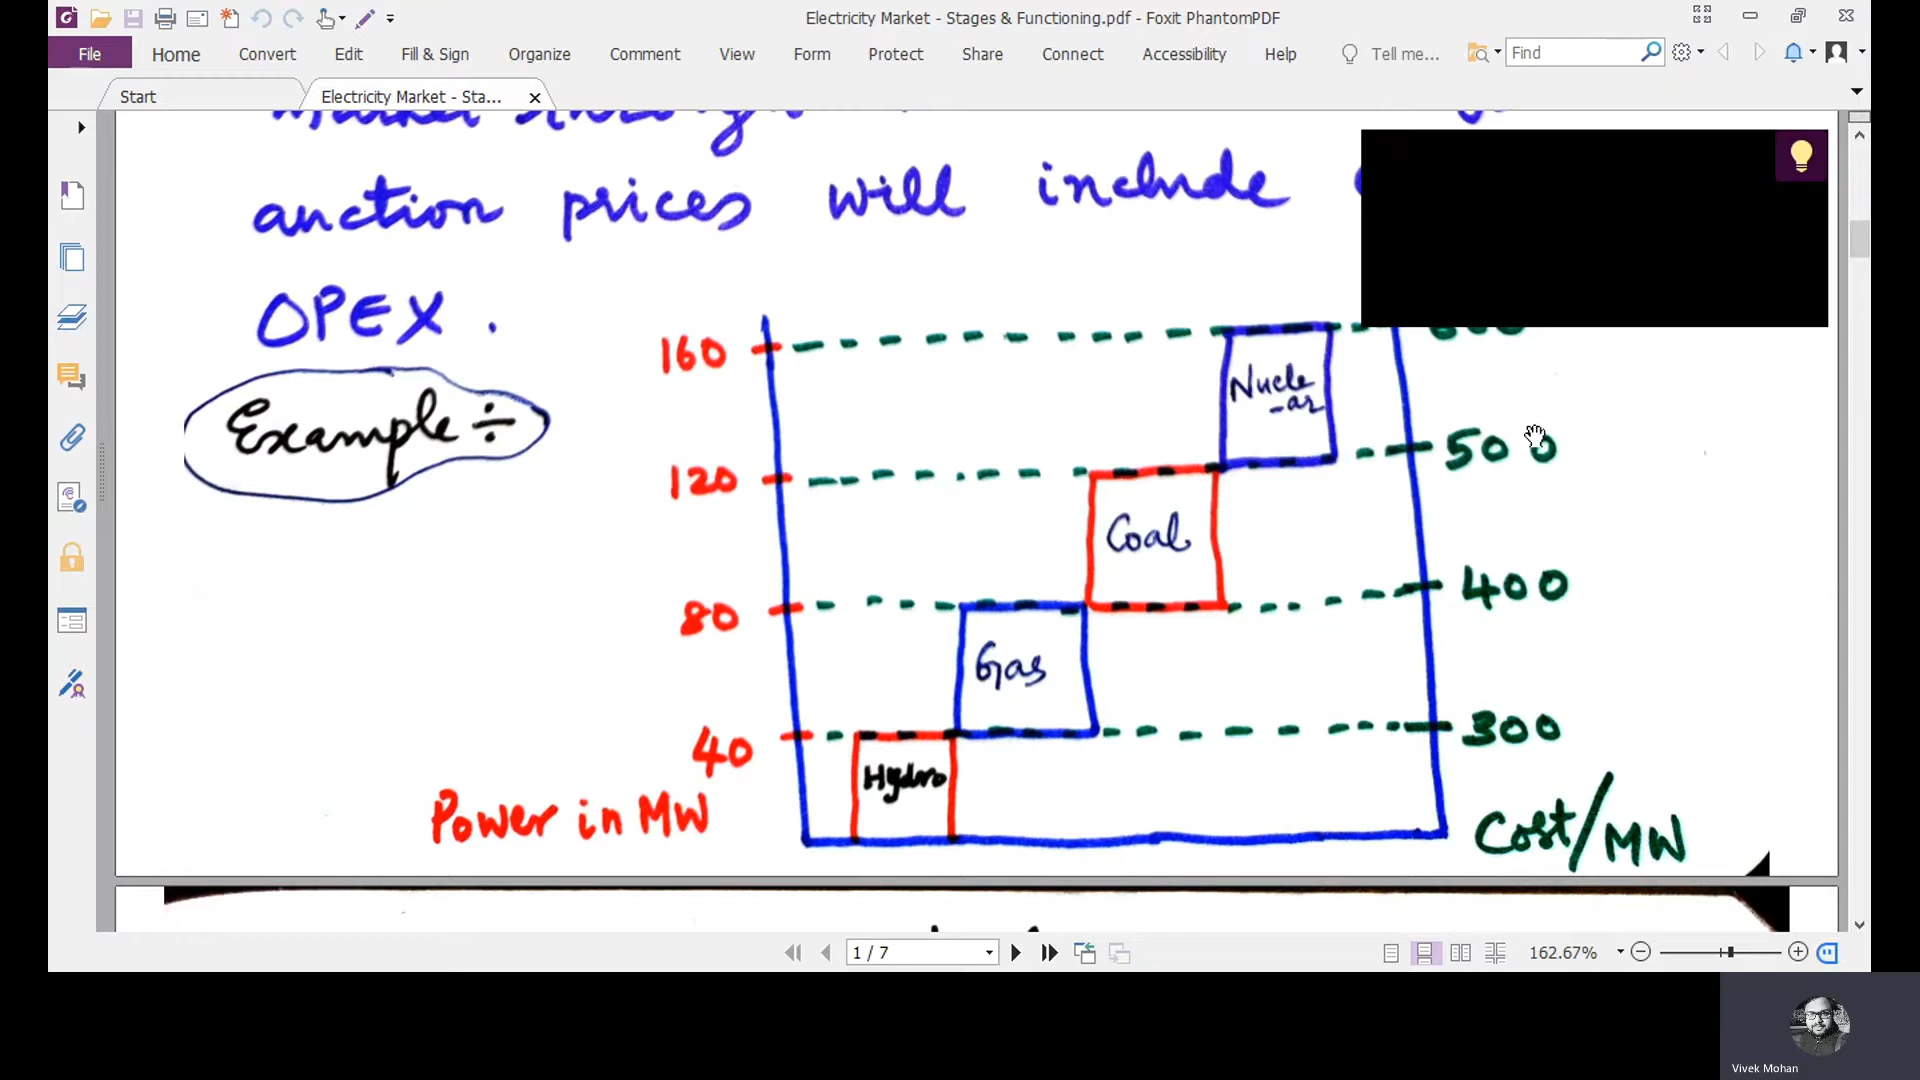 Electricity Market - Stages & Functioning.pdf - Foxit PhantomPDF
File Home Convert Edit Fill & Sign Organize Comment View Form Protect Share Connect Accessibility Help Tell me... Find
Start Electricity Market - Sta...
auction prices will include
OPEX.
Example ÷
160
Nucle
-ar
120
500
Coal
80
400
Gas
40
300
Hydro
Power in MW
Cost/MW
1 / 7
162.67%
Vivek Mohan